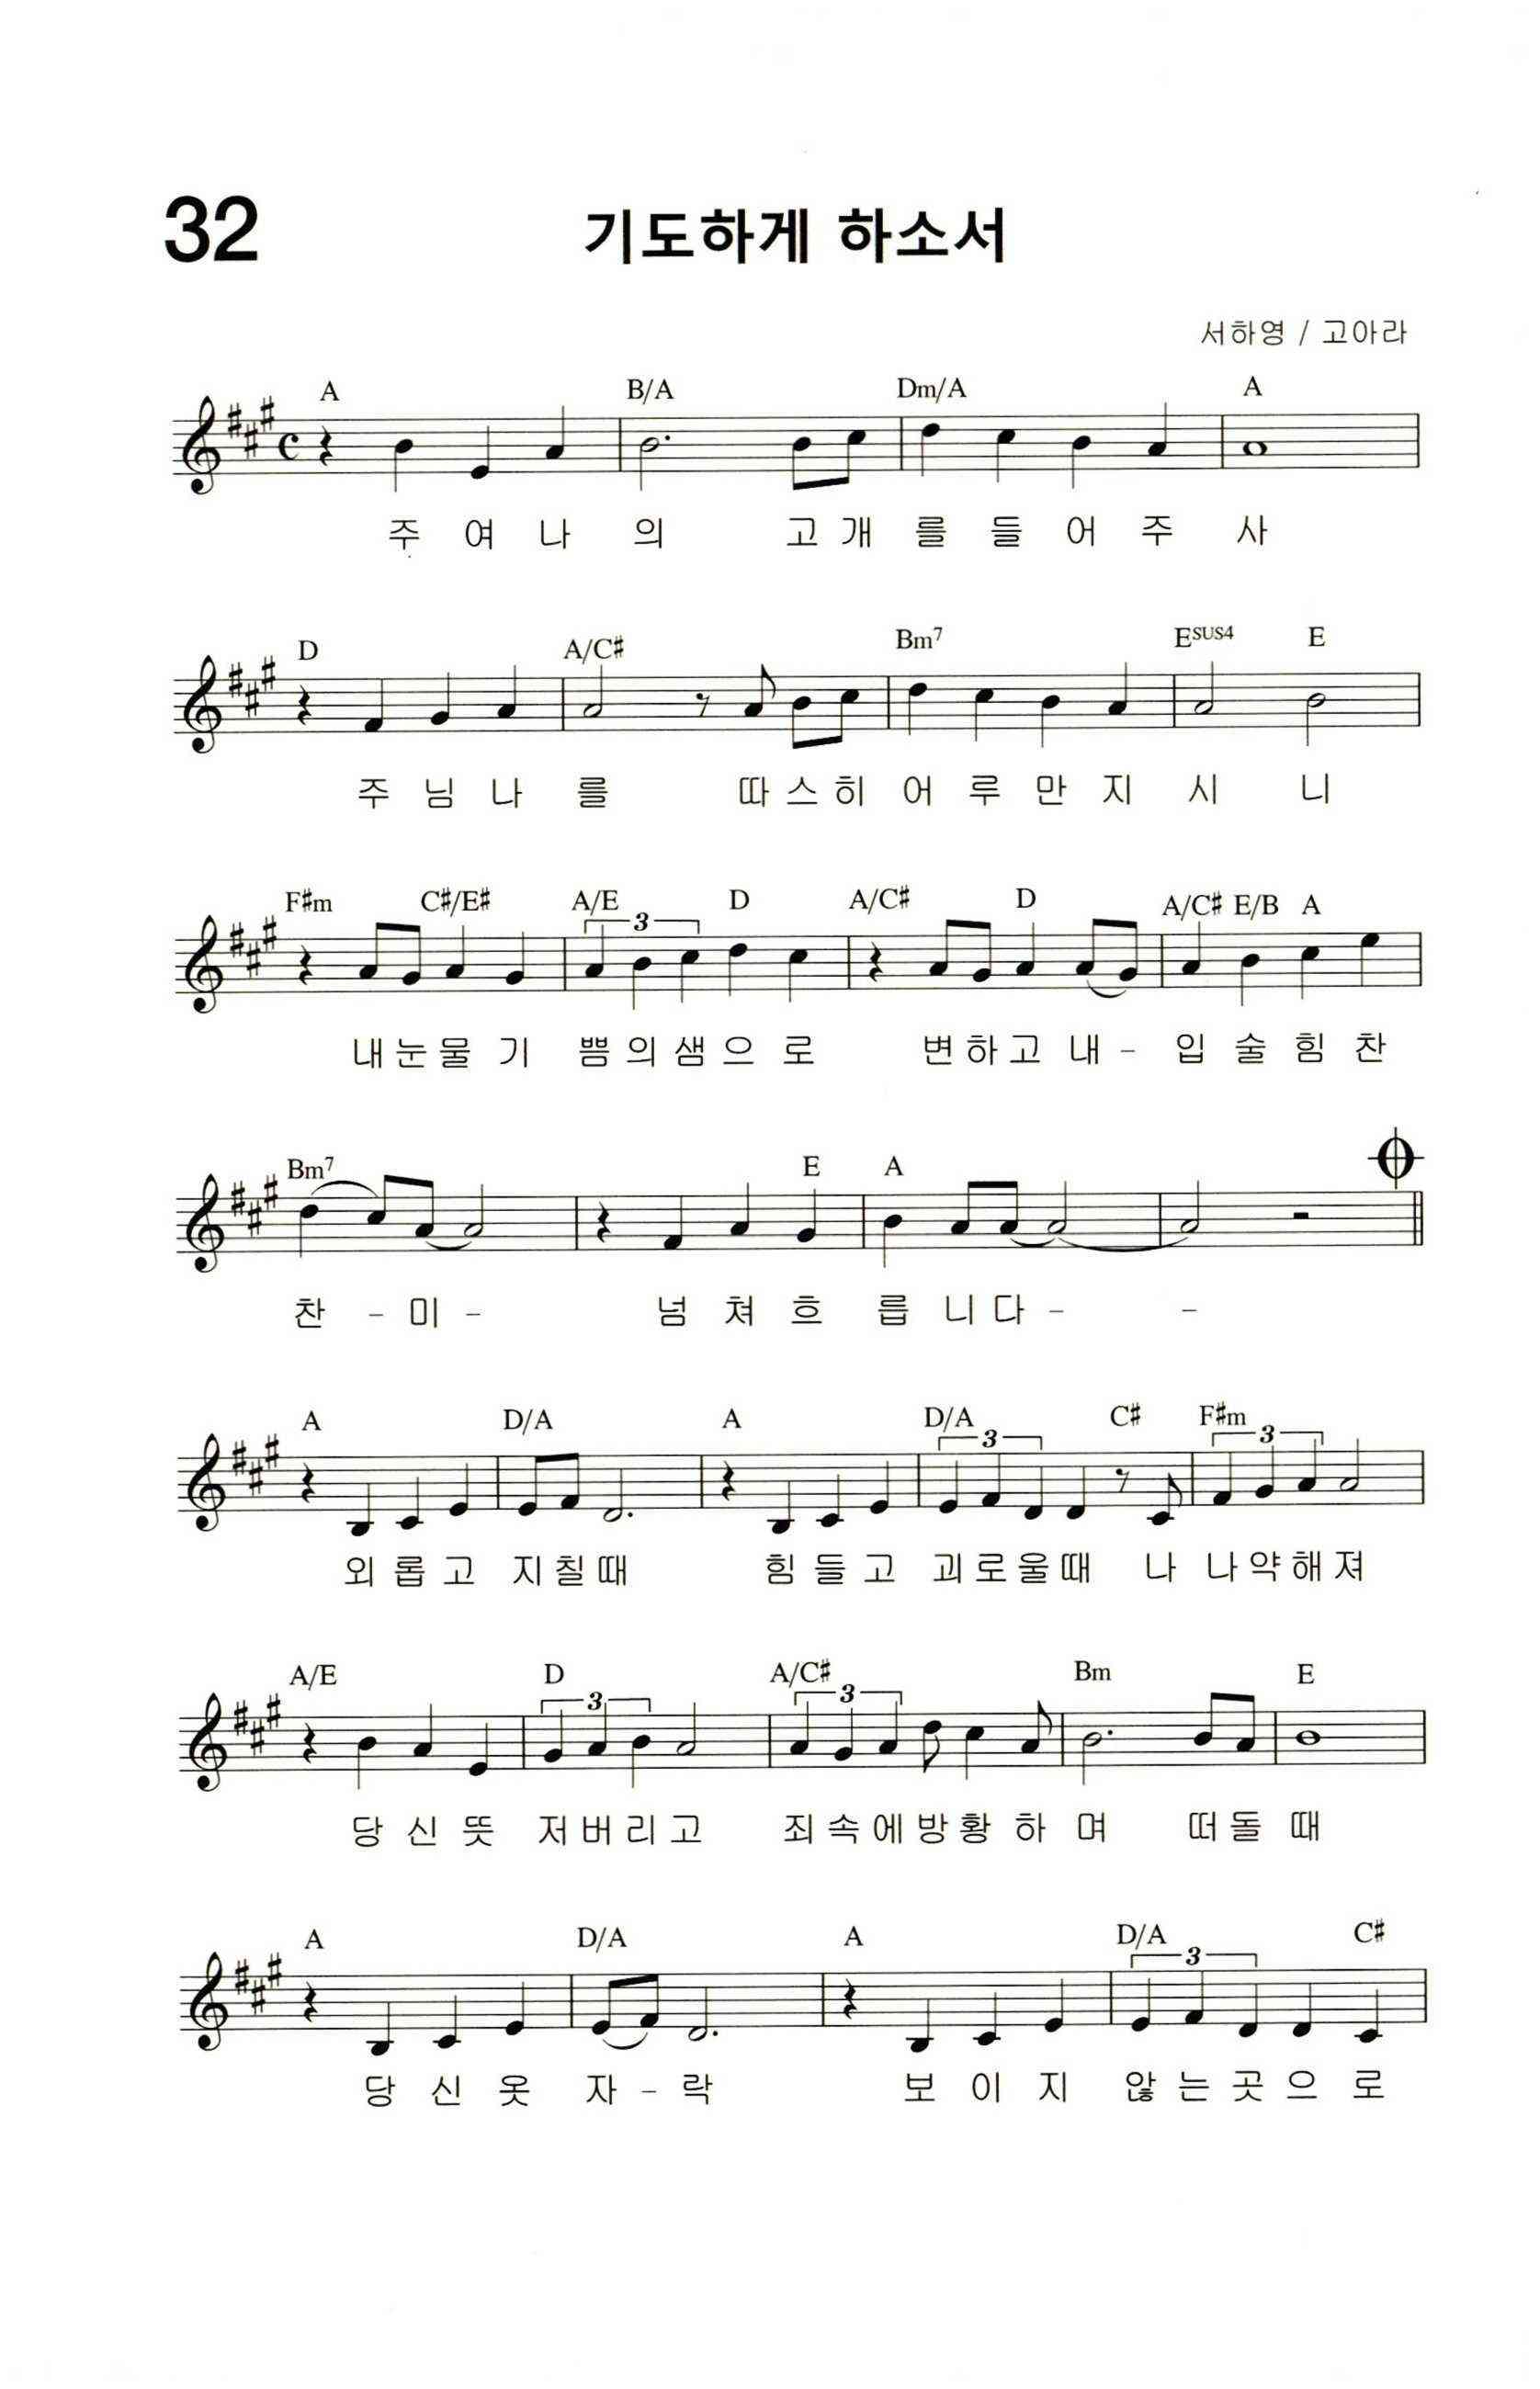 32
기도하게 하소서
서하영 / 고아라
A B/A Dm/A A
주 여 나 의 고 개 를 들 어 주 사
D A/C# Bm7 Esus4 E
주 님 나 를 따 스 히 어 루 만 지 시 니
F#m C#/E# A/E D A/C# D A/C# E/B A
3
내 눈 물 기 쁨 의 샘 으 로 변 하 고 내 - 입 술 힘 찬
Bm7 E A
찬 - 미 - 넘 쳐 흐 릅 니 다 - -
A D/A A D/A C# F#m
3 3
외 롭 고 지 칠 때 힘 들 고 괴 로 울 때 나 나 약 해 져
A/E D A/C# Bm E
3 3
당 신 뜻 저 버 리 고 죄 속 에 방 황 하 며 떠 돌 때
A D/A A D/A C#
3
당 신 옷 자 - 락 보 이 지 않 는 곳 으 로